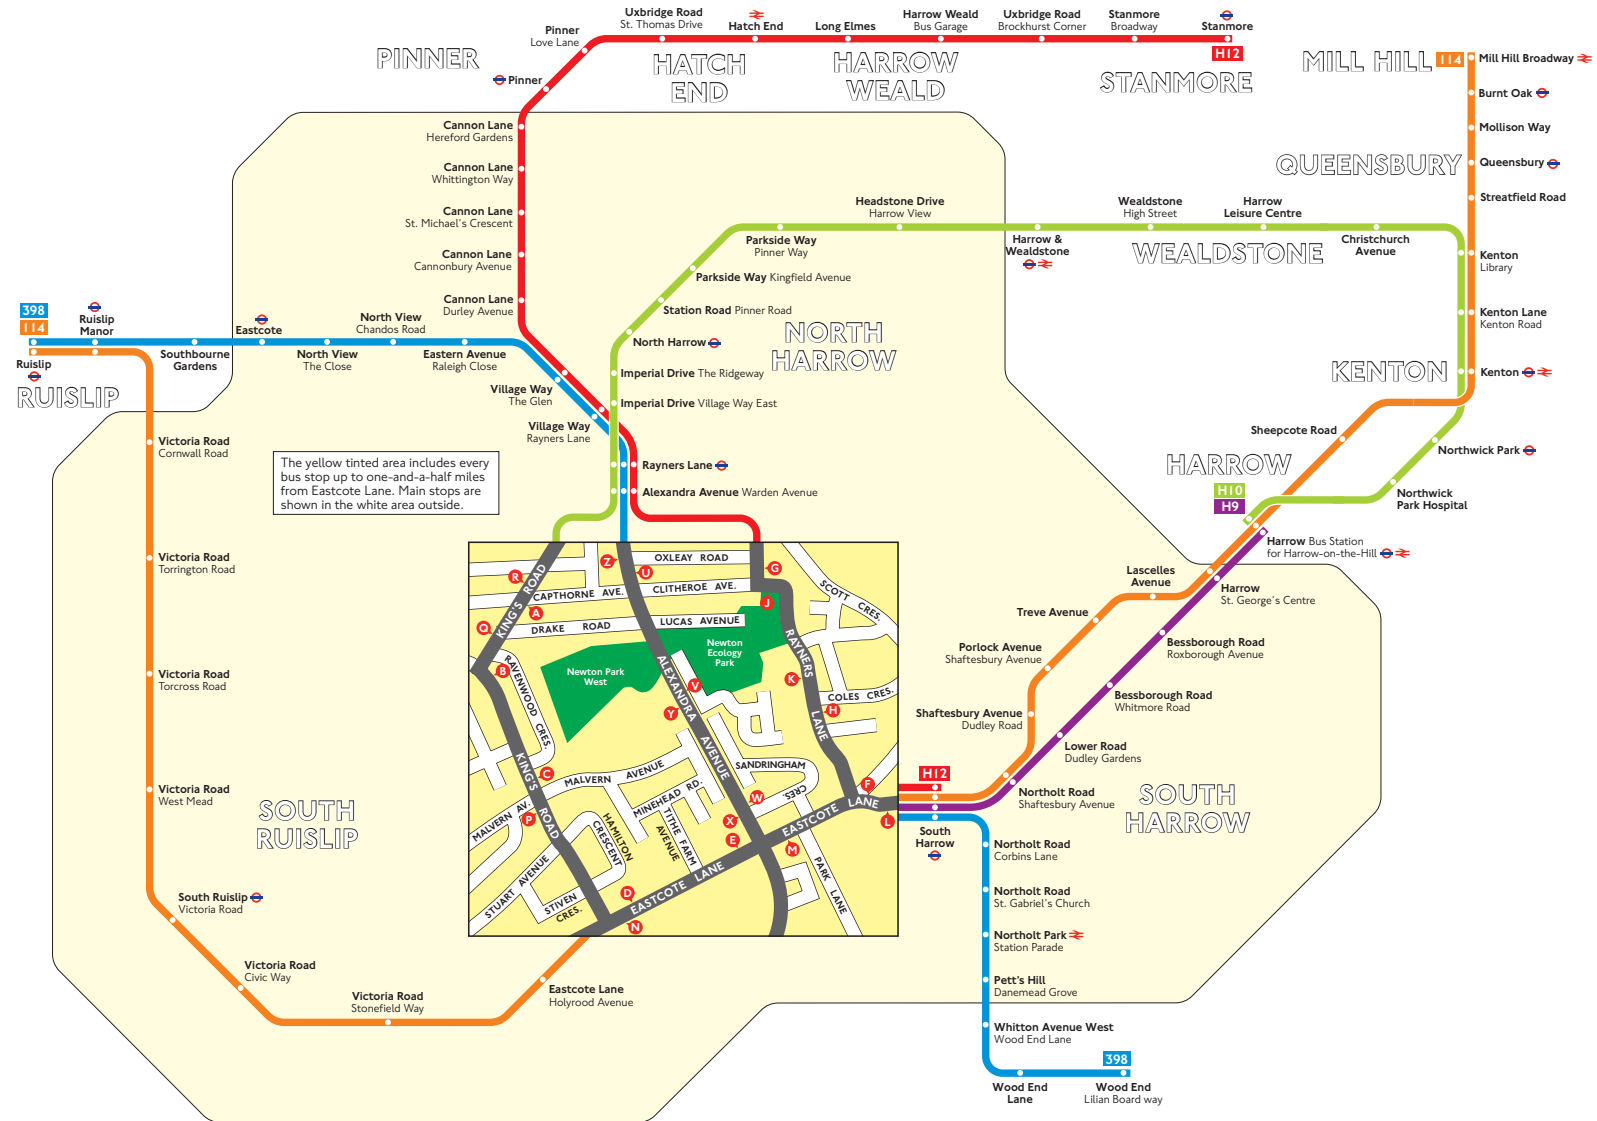 Uxbridge Road
St. Thomas Drive
Hatch End
Long Elmes
Harrow Weald
Bus Garage
Uxbridge Road
Brockhurst Corner
Stanmore
Broadway
Stanmore
H12
Pinner
Love Lane
PINNER
Pinner
HATCH
END
HARROW
WEALD
STANMORE
MILL HILL
114
Mill Hill Broadway
Burnt Oak
Mollison Way
QUEENSBURY
Queensbury
Streatfield Road
Cannon Lane
Hereford Gardens
Cannon Lane
Whittington Way
Cannon Lane
St. Michael's Crescent
Cannon Lane
Cannonbury Avenue
Cannon Lane
Durley Avenue
Headstone Drive
Harrow View
Wealdstone
High Street
Harrow
Leisure Centre
Parkside Way
Pinner Way
Harrow &
Wealdstone
WEALDSTONE
Christchurch
Avenue
Kenton
Library
Parkside Way Kingfield Avenue
Station Road Pinner Road
North Harrow
NORTH
HARROW
Imperial Drive The Ridgeway
Imperial Drive Village Way East
Kenton Lane
Kenton Road
KENTON
Kenton
398
114
Ruislip
Manor
Eastcote
North View
Chandos Road
Ruislip
RUISLIP
Southbourne
Gardens
North View
The Close
Eastern Avenue
Raleigh Close
Village Way
The Glen
Village Way
Rayners Lane
Rayners Lane
Alexandra Avenue Warden Avenue
Sheepcote Road
Northwick Park
HARROW
H10
H9
Northwick
Park Hospital
Harrow Bus Station
for Harrow-on-the-Hill
The yellow tinted area includes every
bus stop up to one-and-a-half miles
from Eastcote Lane. Main stops are
shown in the white area outside.
Victoria Road
Cornwall Road
Victoria Road
Torrington Road
Victoria Road
Torcross Road
Victoria Road
West Mead
SOUTH
RUISLIP
South Ruislip
Victoria Road
Victoria Road
Civic Way
Victoria Road
Stonefield Way
Eastcote Lane
Holyrood Avenue
Z
OXLEAY ROAD
R
U
G
KING'S ROAD
CAPTHORNE AVE.
CLITHEROE AVE.
SCOTT CRES.
A
J
Q
DRAKE ROAD
LUCAS AVENUE
Newton
Ecology
Park
Newton Park
West
RAYNERS
B
RAVENWOOD CRES.
ALEXANDRA
V
K
COLES CRES.
Y
H
LANE
KING'S
AVENUE
C
MALVERN AVENUE
SANDRINGHAM
CRES.
F
MINEHEAD RD.
W
MALVERN AV.
P
ROAD
HAMILTON
CRESCENT
TITHE FARM
AVENUE
X
E
EASTCOTE LANE
L
M
STUART AVENUE
STIVEN
CRES.
D
EASTCOTE LANE
N
PARK LANE
Lascelles
Avenue
Harrow
St. George's Centre
Treve Avenue
Bessborough Road
Roxborough Avenue
Porlock Avenue
Shaftesbury Avenue
Bessborough Road
Whitmore Road
Shaftesbury Avenue
Dudley Road
Lower Road
Dudley Gardens
H12
Northolt Road
Shaftesbury Avenue
SOUTH
HARROW
South
Harrow
Northolt Road
Corbins Lane
Northolt Road
St. Gabriel's Church
Northolt Park
Station Parade
Pett's Hill
Danemead Grove
Whitton Avenue West
Wood End Lane
398
Wood End
Lane
Wood End
Lilian Board way